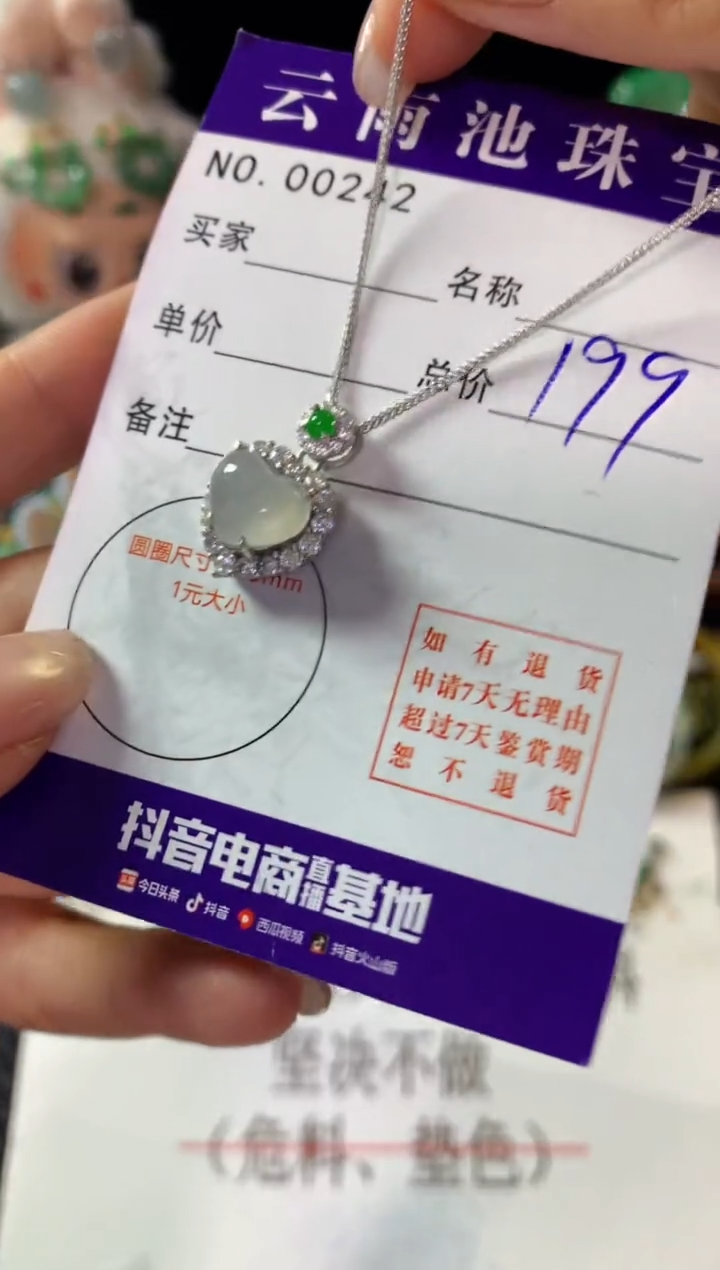 云雨池珠宝
NO. 00242
买家
名称
单价
总价 199
备注
圆圈尺寸
mm
1元大小
如有退货
申请7天无理由
超过7天鉴赏期
恕不退货
抖音电商直播基地
今日头条 抖音 西瓜视频 抖音火山版
坚决不做
(危料、垫色)